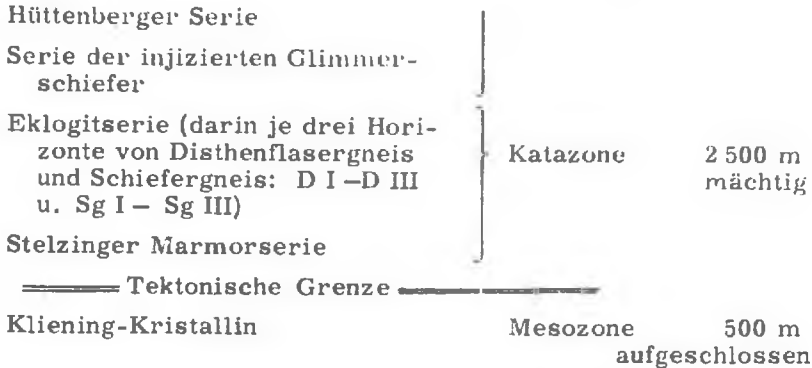 Hüttenberger Serie
Serie der injizierten Glimmer-
schiefer
Eklogitserie (darin je drei Hori-
zonte von Disthenflasergneis
und Schiefergneis: D I–D III
u. Sg I – Sg III)
Katazone 2 500 m
mächtig
Stelzinger Marmorserie
Tektonische Grenze
Kliening-Kristallin Mesozone 500 m
aufgeschlossen